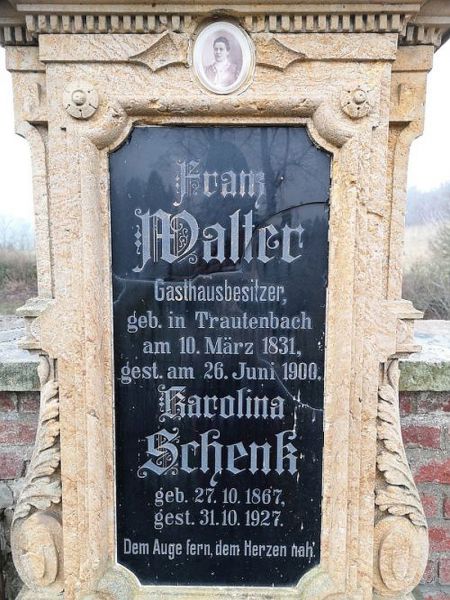 Franz
Walter
Gasthausbesitzer,
geb. in Trautenbach
am 10. März 1831,
gest. am 26. Juni 1900.
Karolina
Schenk
geb. 27. 10. 1867,
gest. 31. 10. 1927.
Dem Auge fern, dem Herzen nah!